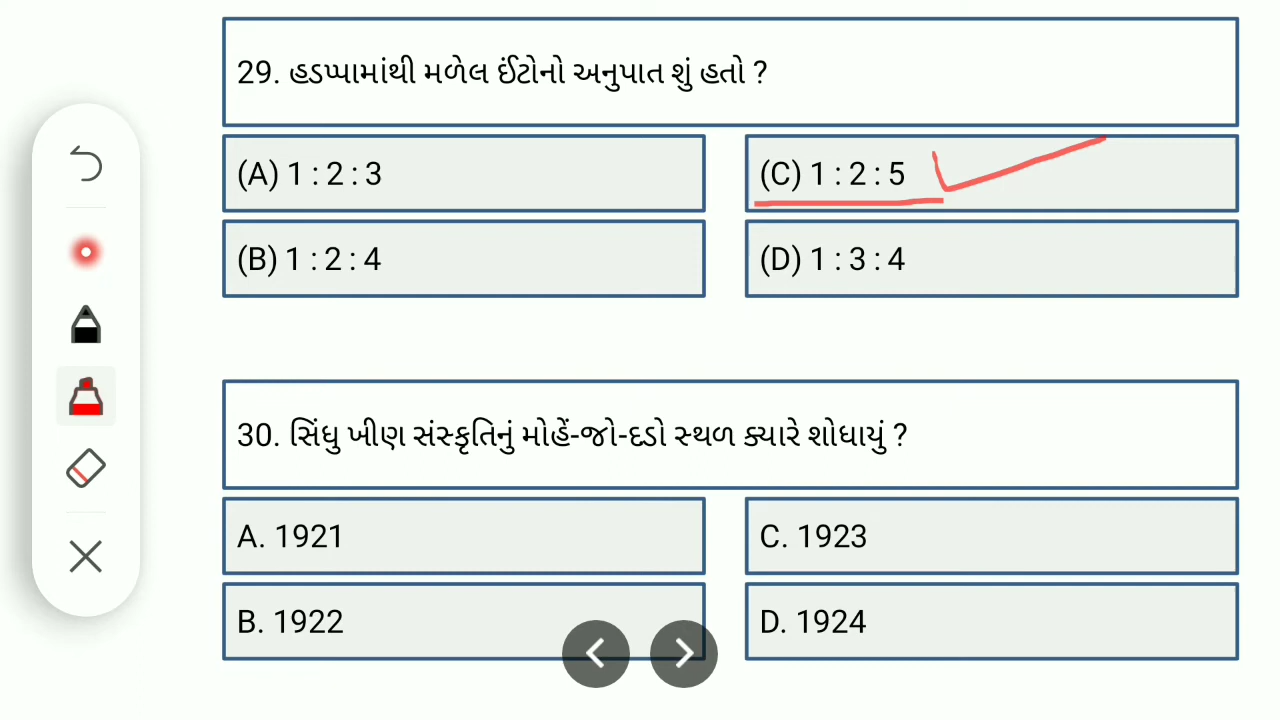 29. હડપ્પામાંથી મળેલ ઈંટોનો અનુપાત શું હતો ?
(A) 1 : 2 : 3
(C) 1 : 2 : 5
(B) 1 : 2 : 4
(D) 1 : 3 : 4
30. સિંધુ ખીણ સંસ્કૃતિનું મોહેં-જો-દડો સ્થળ ક્યારે શોધાયું ?
A. 1921
C. 1923
B. 1922
D. 1924